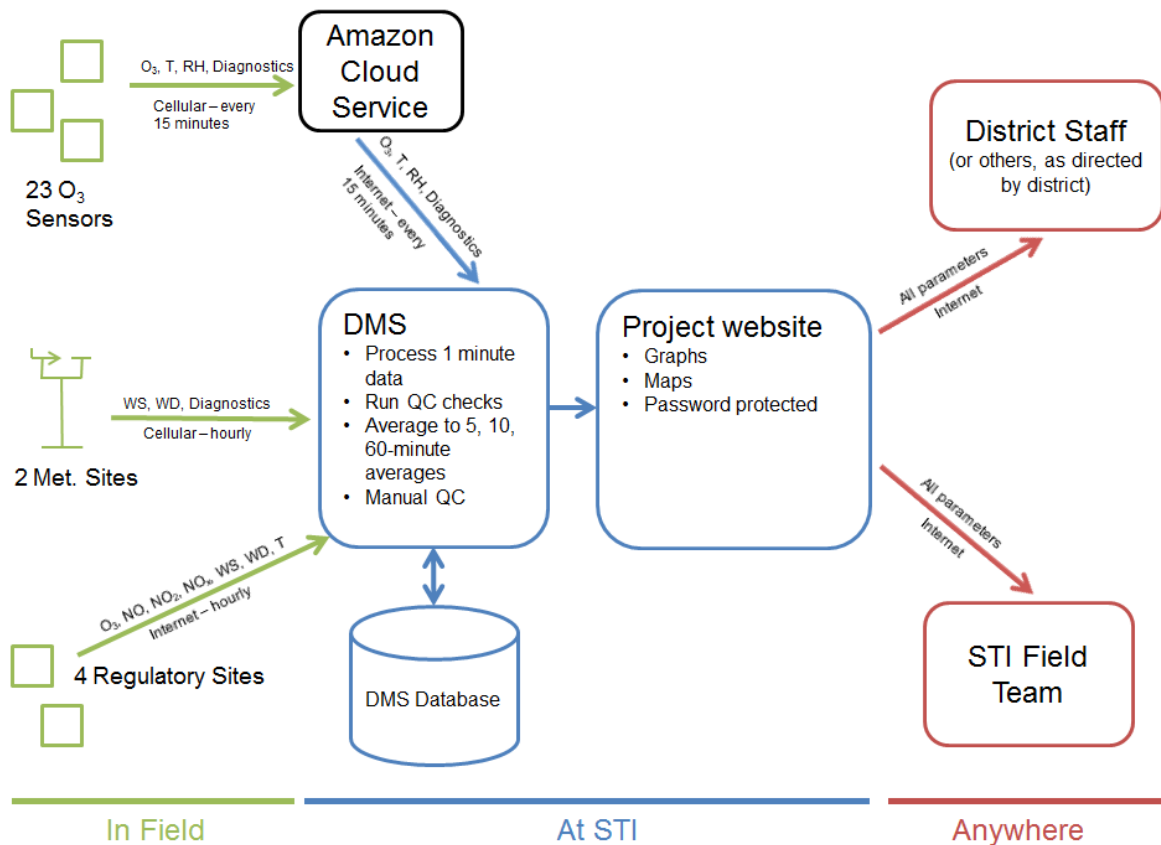 Amazon
Cloud
Service
O₃, T, RH, Diagnostics
Cellular – every
15 minutes
23 O₃
Sensors
O₃, T, RH, Diagnostics
Internet – every
15 minutes
District Staff
(or others, as directed
by district)
DMS
• Process 1 minute
data
• Run QC checks
• Average to 5, 10,
60-minute
averages
• Manual QC
Project website
• Graphs
• Maps
• Password protected
All parameters
Internet
WS, WD, Diagnostics
Cellular – hourly
2 Met. Sites
All parameters
Internet
O₃, NO, NO₂, NOₓ, WS, WD, T
Internet – hourly
4 Regulatory Sites
DMS Database
STI Field
Team
In Field
At STI
Anywhere